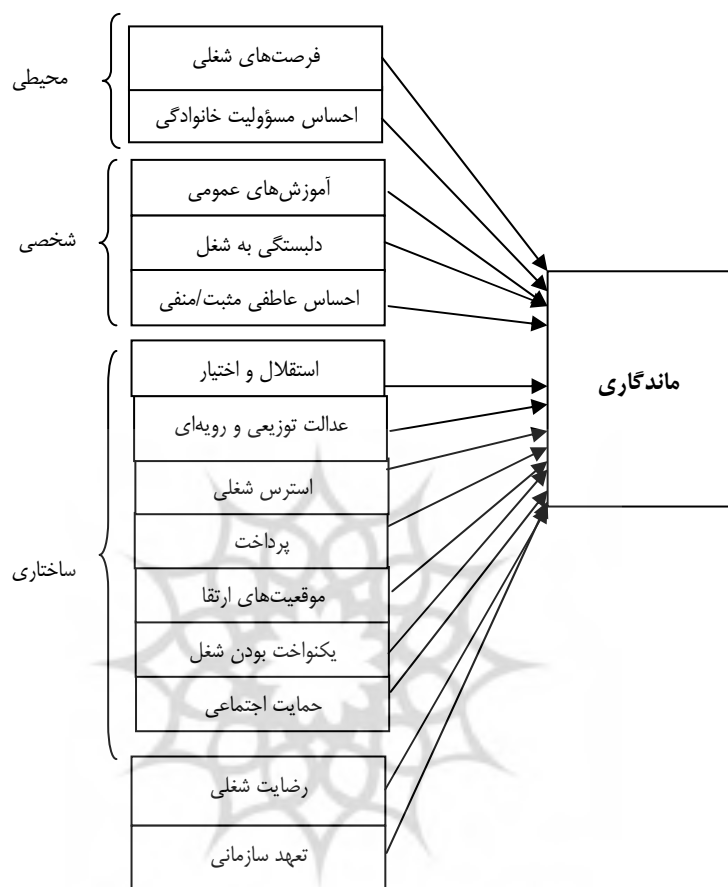 محیطی
فرصت‌های شغلی
احساس مسؤولیت خانوادگی
شخصی
آموزش‌های عمومی
دلبستگی به شغل
احساس عاطفی مثبت/منفی
ساختاری
استقلال و اختیار
عدالت توزیعی و رویه‌ای
استرس شغلی
پرداخت
موقعیت‌های ارتقا
یکنواخت بودن شغل
حمایت اجتماعی
رضایت شغلی
تعهد سازمانی
ماندگاری